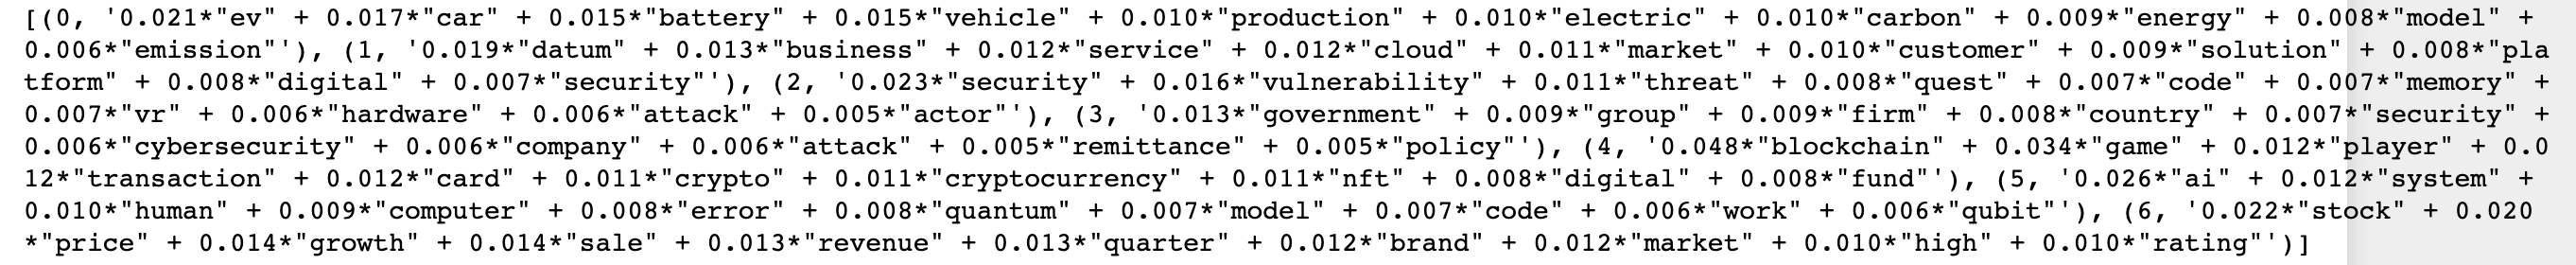 [(0, '0.021*"ev" + 0.017*"car" + 0.015*"battery" + 0.015*"vehicle" + 0.010*"production" + 0.010*"electric" + 0.010*"carbon" + 0.009*"energy" + 0.008*"model" +
0.006*"emission"'), (1, '0.019*"datum" + 0.013*"business" + 0.012*"service" + 0.012*"cloud" + 0.011*"market" + 0.010*"customer" + 0.009*"solution" + 0.008*"pla
tform" + 0.008*"digital" + 0.007*"security"'), (2, '0.023*"security" + 0.016*"vulnerability" + 0.011*"threat" + 0.008*"quest" + 0.007*"code" + 0.007*"memory" +
0.007*"vr" + 0.006*"hardware" + 0.006*"attack" + 0.005*"actor"'), (3, '0.013*"government" + 0.009*"group" + 0.009*"firm" + 0.008*"country" + 0.007*"security" +
0.006*"cybersecurity" + 0.006*"company" + 0.006*"attack" + 0.005*"remittance" + 0.005*"policy"'), (4, '0.048*"blockchain" + 0.034*"game" + 0.012*"player" + 0.0
12*"transaction" + 0.012*"card" + 0.011*"crypto" + 0.011*"cryptocurrency" + 0.011*"nft" + 0.008*"digital" + 0.008*"fund"'), (5, '0.026*"ai" + 0.012*"system" +
0.010*"human" + 0.009*"computer" + 0.008*"error" + 0.008*"quantum" + 0.007*"model" + 0.007*"code" + 0.006*"work" + 0.006*"qubit"'), (6, '0.022*"stock" + 0.020
*"price" + 0.014*"growth" + 0.014*"sale" + 0.013*"revenue" + 0.013*"quarter" + 0.012*"brand" + 0.012*"market" + 0.010*"high" + 0.010*"rating"')]